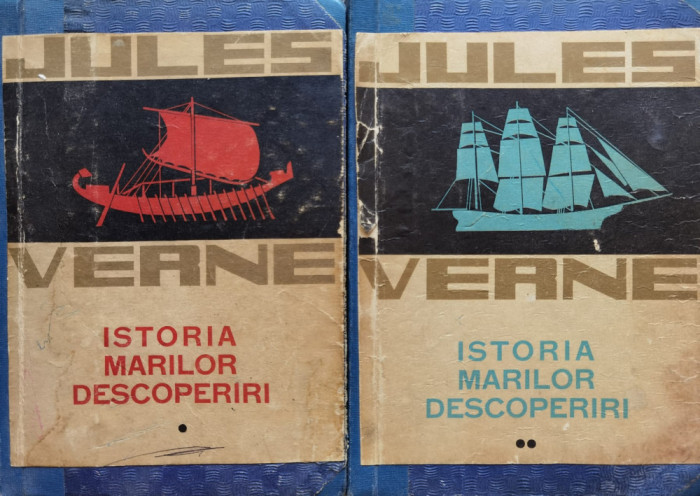 JULES
VERNE
ISTORIA
MARILOR
DESCOPERIRI
JULES
VERNE
ISTORIA
MARILOR
DESCOPERIRI